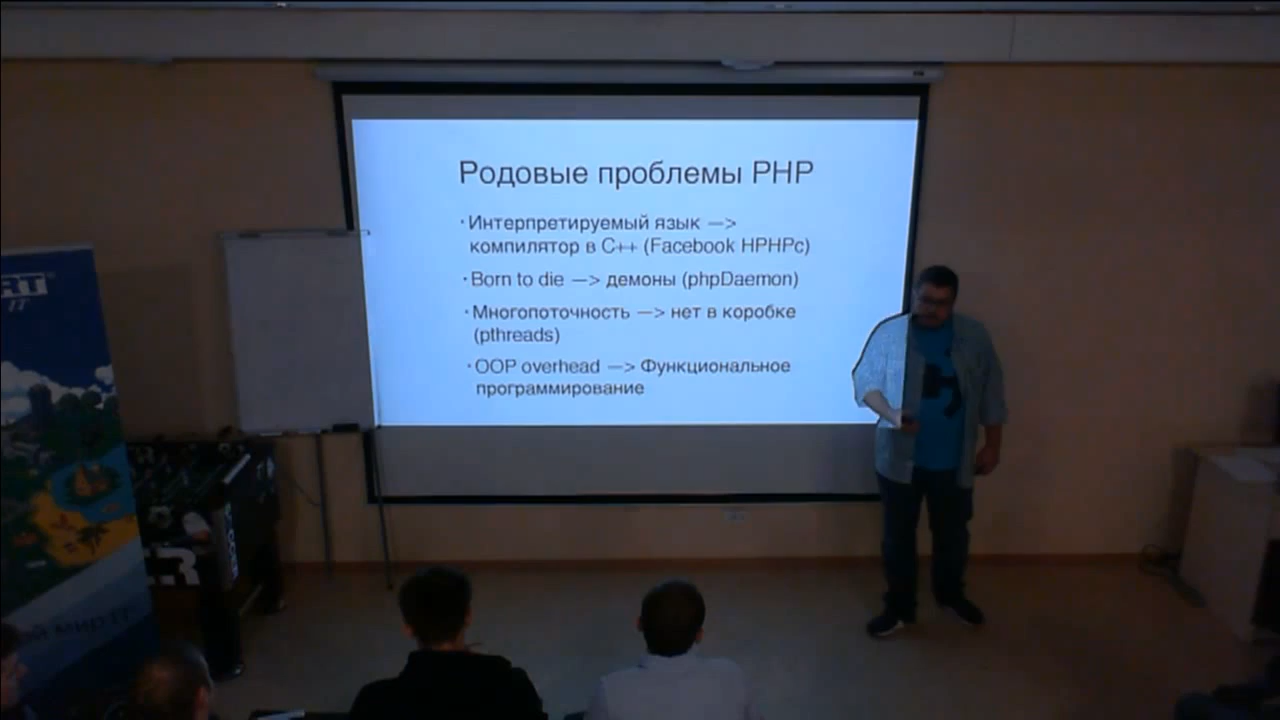 Родовые проблемы PHP
· Интерпретируемый язык —>
компилятор в C++ (Facebook HPHPc)
· Born to die —> демоны (phpDaemon)
· Многопоточность —> нет в коробке
(pthreads)
· OOP overhead —> Функциональное
программирование